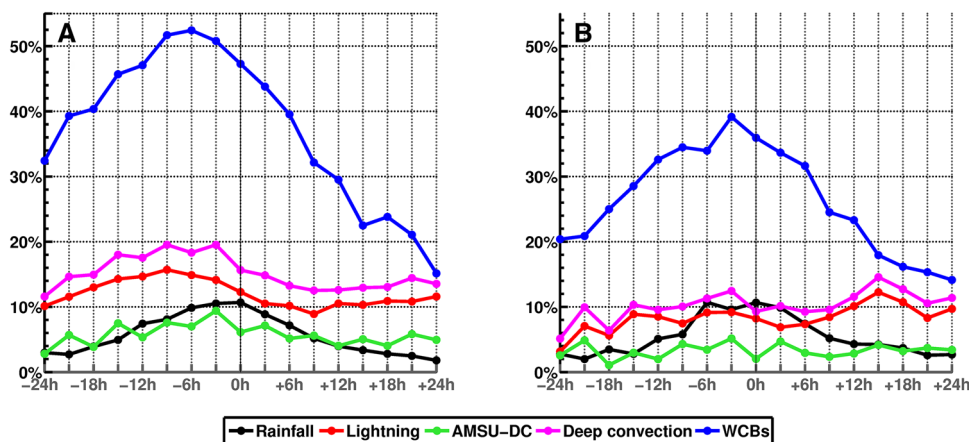 A
B
50%
40%
30%
20%
10%
0%
−24h −18h −12h −6h 0h +6h +12h +18h +24h
50%
40%
30%
20%
10%
0%
−24h −18h −12h −6h 0h +6h +12h +18h +24h
Rainfall Lightning AMSU−DC Deep convection WCBs